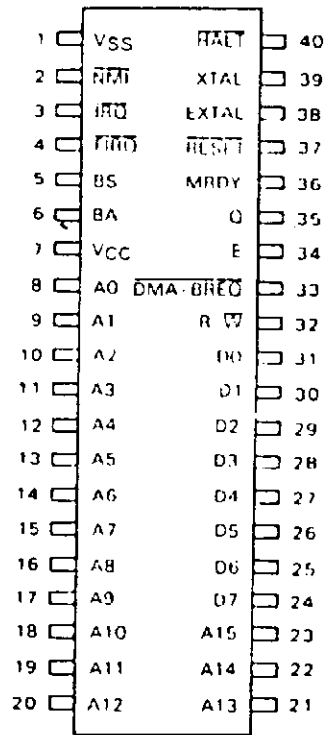 1 VSS HALT 40
2 NMI XTAL 39
3 IRQ EXTAL 38
4 FIRQ RESET 37
5 BS MRDY 36
6 BA Q 35
7 VCC E 34
8 A0 DMA-BREQ 33
9 A1 R W 32
10 A2 D0 31
11 A3 D1 30
12 A4 D2 29
13 A5 D3 28
14 A6 D4 27
15 A7 D5 26
16 A8 D6 25
17 A9 D7 24
18 A10 A15 23
19 A11 A14 22
20 A12 A13 21